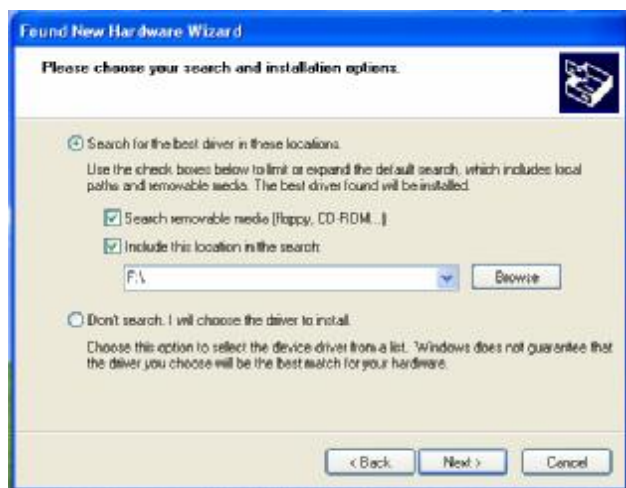 Found New Hardware Wizard
Please choose your search and installation options.
Search for the best driver in these locations.
Use the check boxes below to limit or expand the default search, which includes local
paths and removable media. The best driver found will be installed.
Search removable media (floppy, CD-ROM...)
Include this location in the search:
F:\
Browse
Don't search. I will choose the driver to install.
Choose this option to select the device driver from a list. Windows does not guarantee that
the driver you choose will be the best match for your hardware.
< Back
Next >
Cancel